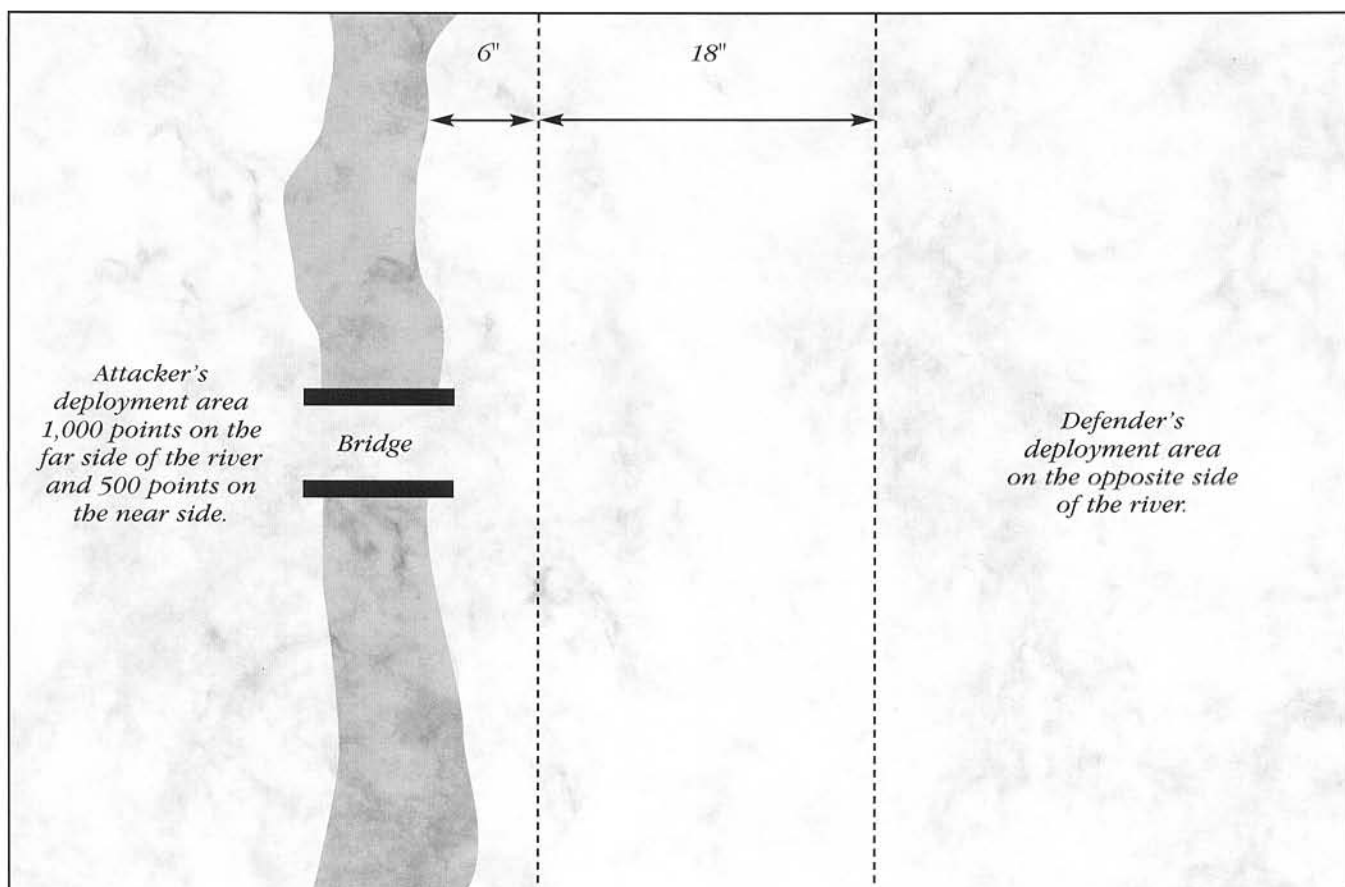 6"
18"
Attacker's
deployment area
1,000 points on the
far side of the river
and 500 points on
the near side.
Bridge
Defender's
deployment area
on the opposite side
of the river.